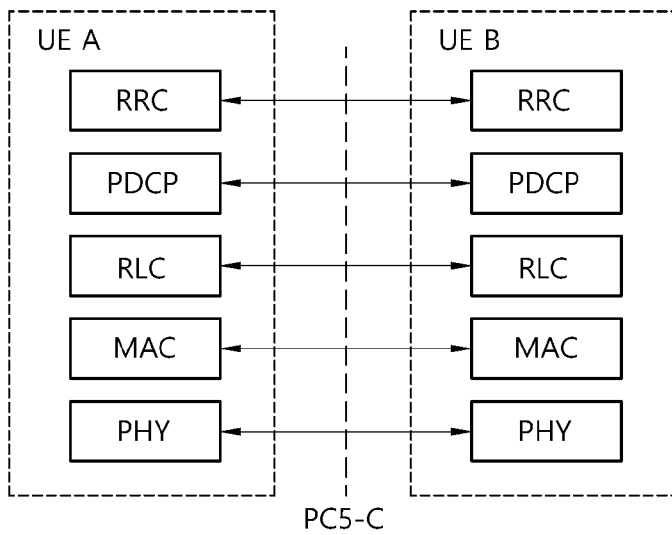 UE A UE B
RRC RRC
PDCP PDCP
RLC RLC
MAC MAC
PHY PHY
PC5-C